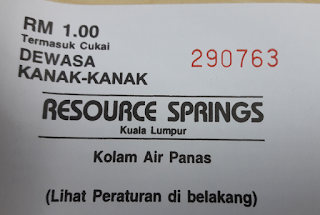 RM 1.00
Termasuk Cukai
DEWASA
KANAK-KANAK
290763
RESOURCE SPRINGS
Kuala Lumpur
Kolam Air Panas
(Lihat Peraturan di belakang)